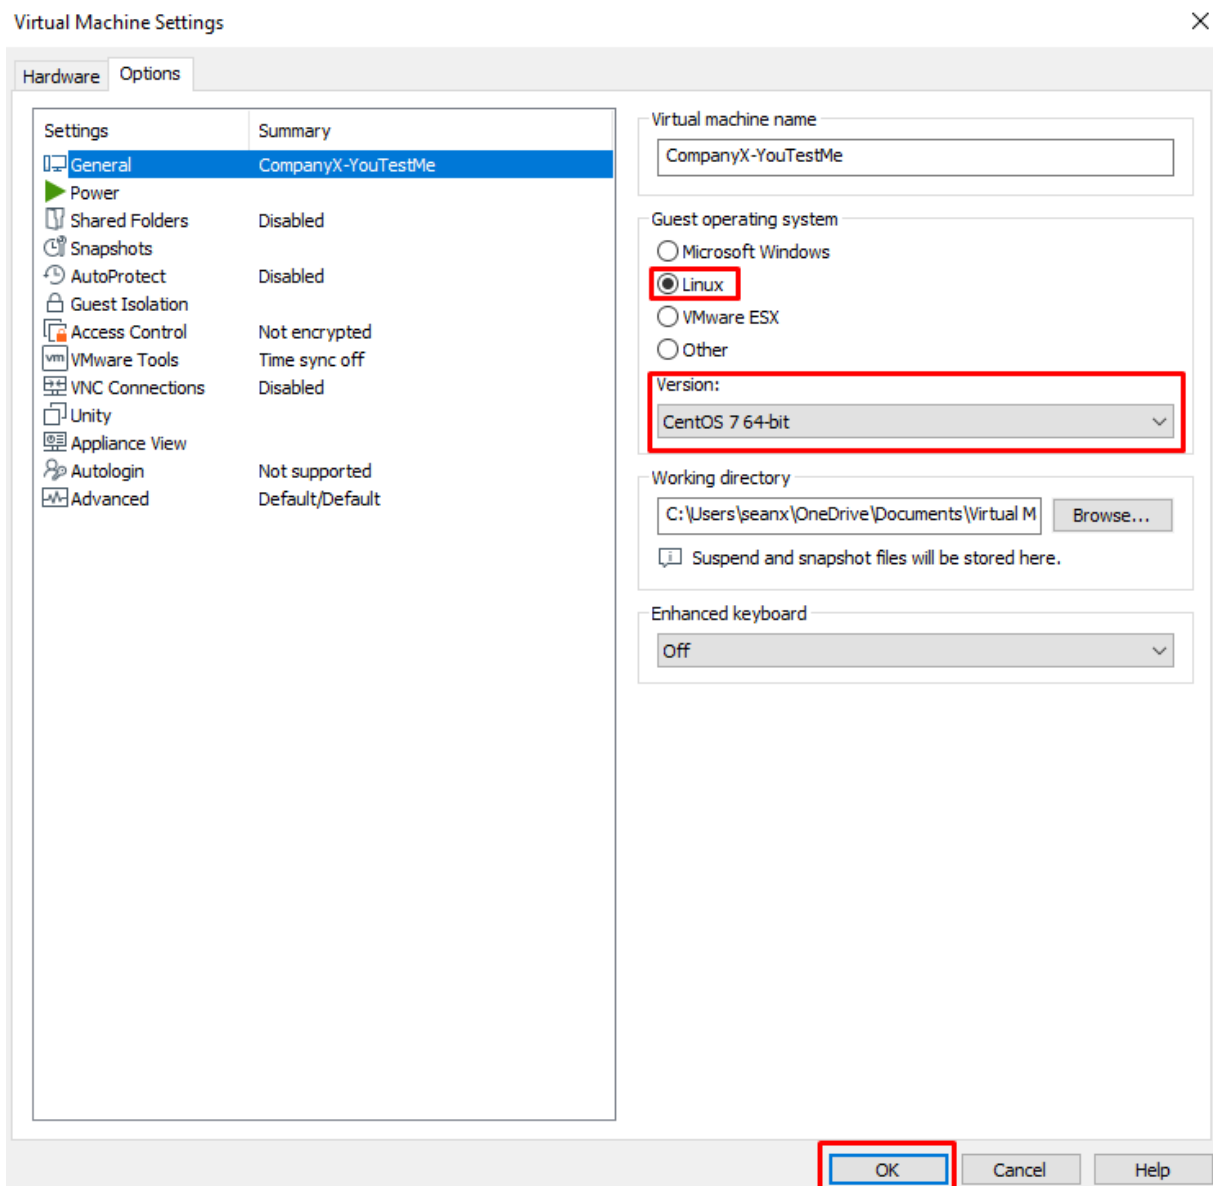 Virtual Machine Settings
Hardware Options
Settings Summary
General CompanyX-YouTestMe
Power
Shared Folders Disabled
Snapshots
AutoProtect Disabled
Guest Isolation
Access Control Not encrypted
vm VMware Tools Time sync off
VNC Connections Disabled
Unity
Appliance View
Autologin Not supported
Advanced Default/Default
Virtual machine name
CompanyX-YouTestMe
Guest operating system
Microsoft Windows
Linux
VMware ESX
Other
Version:
CentOS 7 64-bit
Working directory
C:\Users\seanx\OneDrive\Documents\Virtual M Browse...
Suspend and snapshot files will be stored here.
Enhanced keyboard
Off
OK Cancel Help